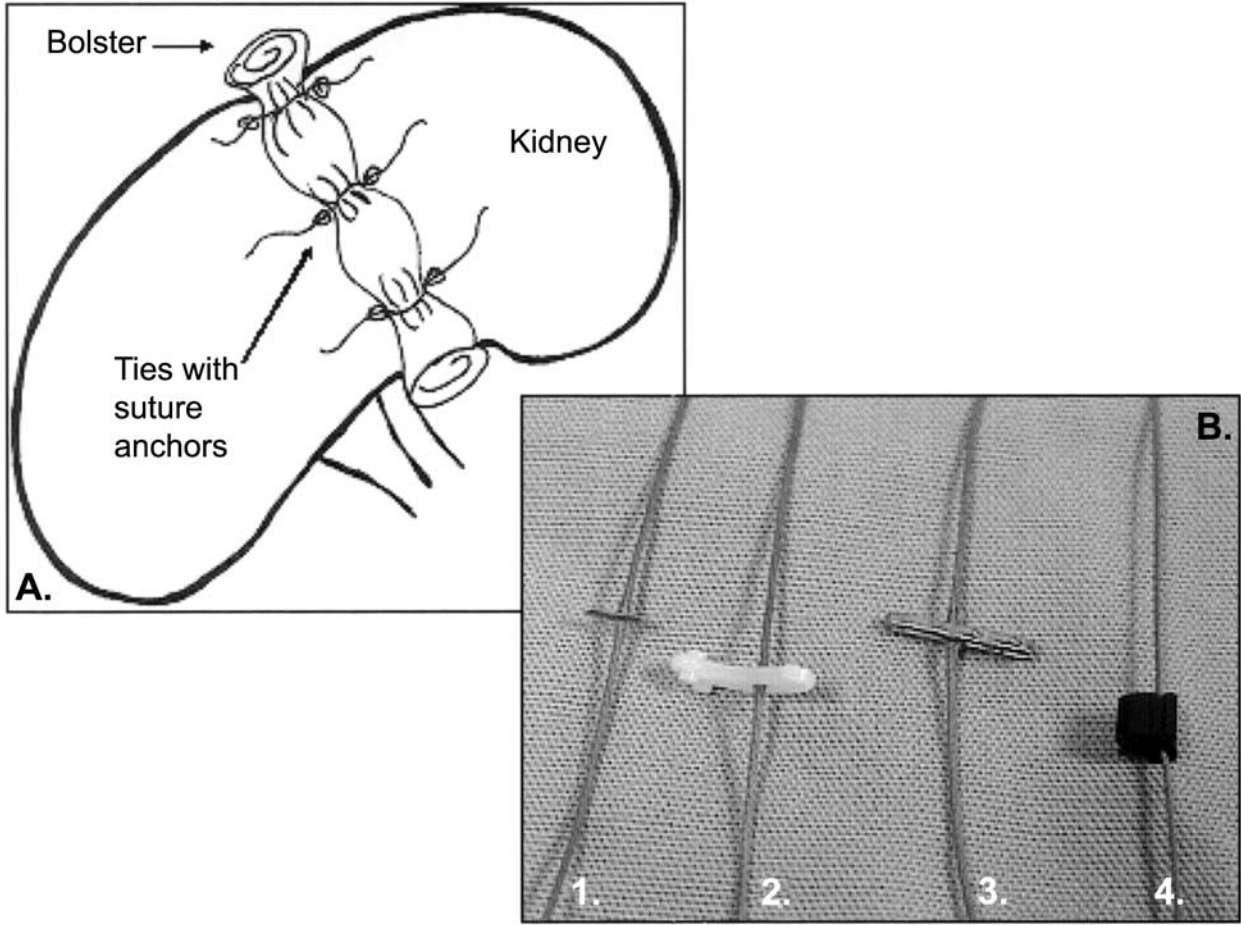 Bolster
Kidney
Ties with
suture
anchors
A.
B.
1.
2.
3.
4.